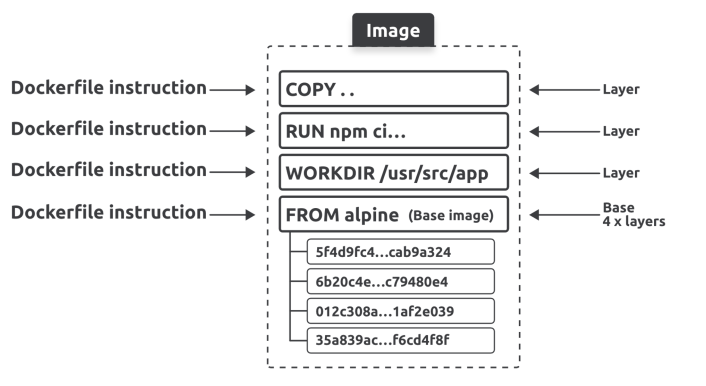 Image
Dockerfile instruction COPY . . Layer
Dockerfile instruction RUN npm ci... Layer
Dockerfile instruction WORKDIR /usr/src/app Layer
Dockerfile instruction FROM alpine (Base image) Base
4 x layers
5f4d9fc4...cab9a324
6b20c4e...c79480e4
012c308a...1af2e039
35a839ac...f6cd4f8f